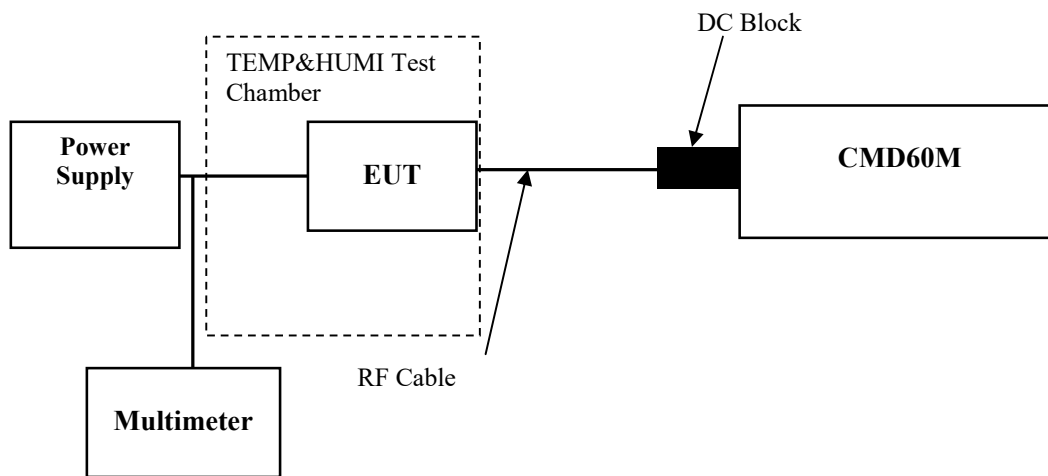 DC Block
TEMP&HUMI Test
Chamber
Power
Supply
EUT
CMD60M
RF Cable
Multimeter